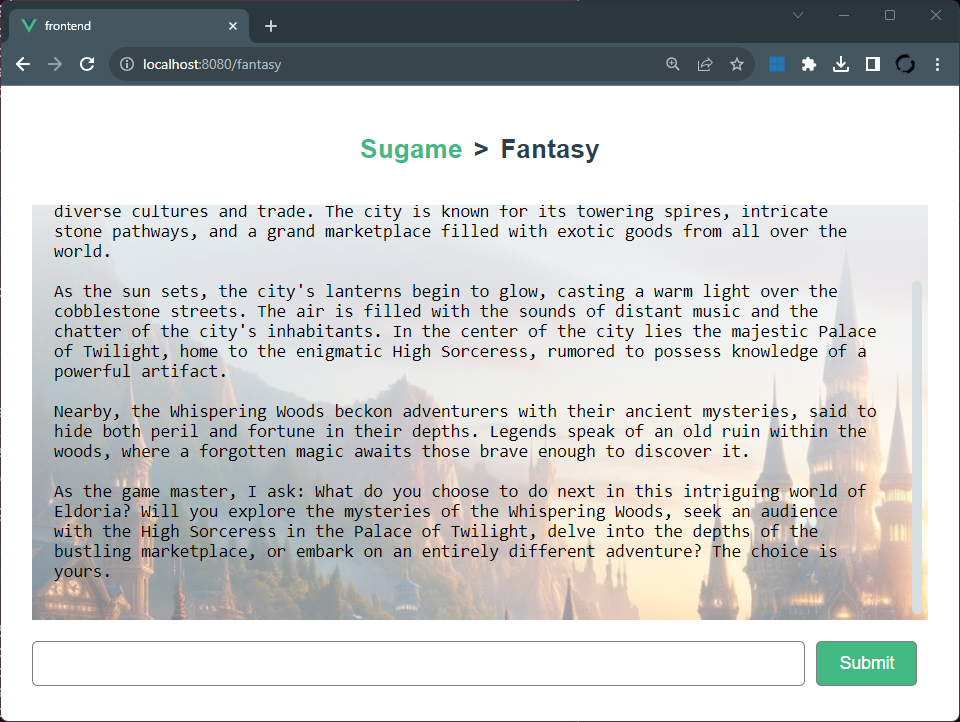 frontend
localhost:8080/fantasy
Sugame > Fantasy
diverse cultures and trade. The city is known for its towering spires, intricate
stone pathways, and a grand marketplace filled with exotic goods from all over the
world.
As the sun sets, the city's lanterns begin to glow, casting a warm light over the
cobblestone streets. The air is filled with the sounds of distant music and the
chatter of the city's inhabitants. In the center of the city lies the majestic Palace
of Twilight, home to the enigmatic High Sorceress, rumored to possess knowledge of a
powerful artifact.
Nearby, the Whispering Woods beckon adventurers with their ancient mysteries, said to
hide both peril and fortune in their depths. Legends speak of an old ruin within the
woods, where a forgotten magic awaits those brave enough to discover it.
As the game master, I ask: What do you choose to do next in this intriguing world of
Eldoria? Will you explore the mysteries of the Whispering Woods, seek an audience
with the High Sorceress in the Palace of Twilight, delve into the depths of the
bustling marketplace, or embark on an entirely different adventure? The choice is
yours.
Submit